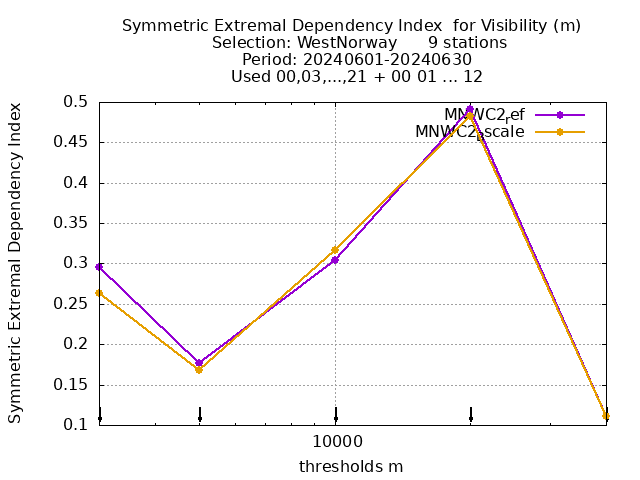 Symmetric Extremal Dependency Index  for Visibility (m)
Selection: WestNorway      9 stations
Period: 20240601-20240630
Used 00,03,...,21 + 00 01 ... 12
Symmetric Extremal Dependency Index
0.5
0.45
0.4
0.35
0.3
0.25
0.2
0.15
0.1
MNWC2_ref
MNWC2_pscale
10000
thresholds m